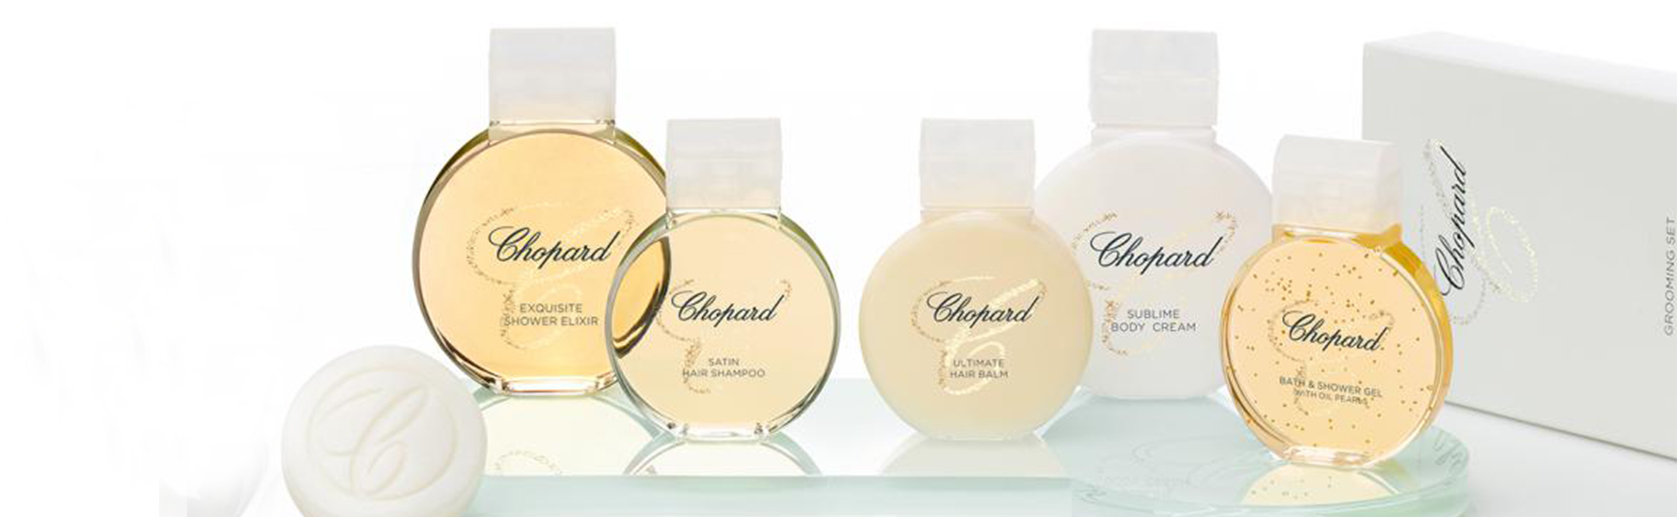 Chopard
EXQUISITE
SHOWER ELIXIR
Chopard
SATIN
HAIR SHAMPOO
Chopard
ULTIMATE
HAIR BALM
Chopard
SUBLIME
BODY CREAM
Chopard
BATH & SHOWER GEL
WITH OIL PEARLS
Chopard
GROOMING SET